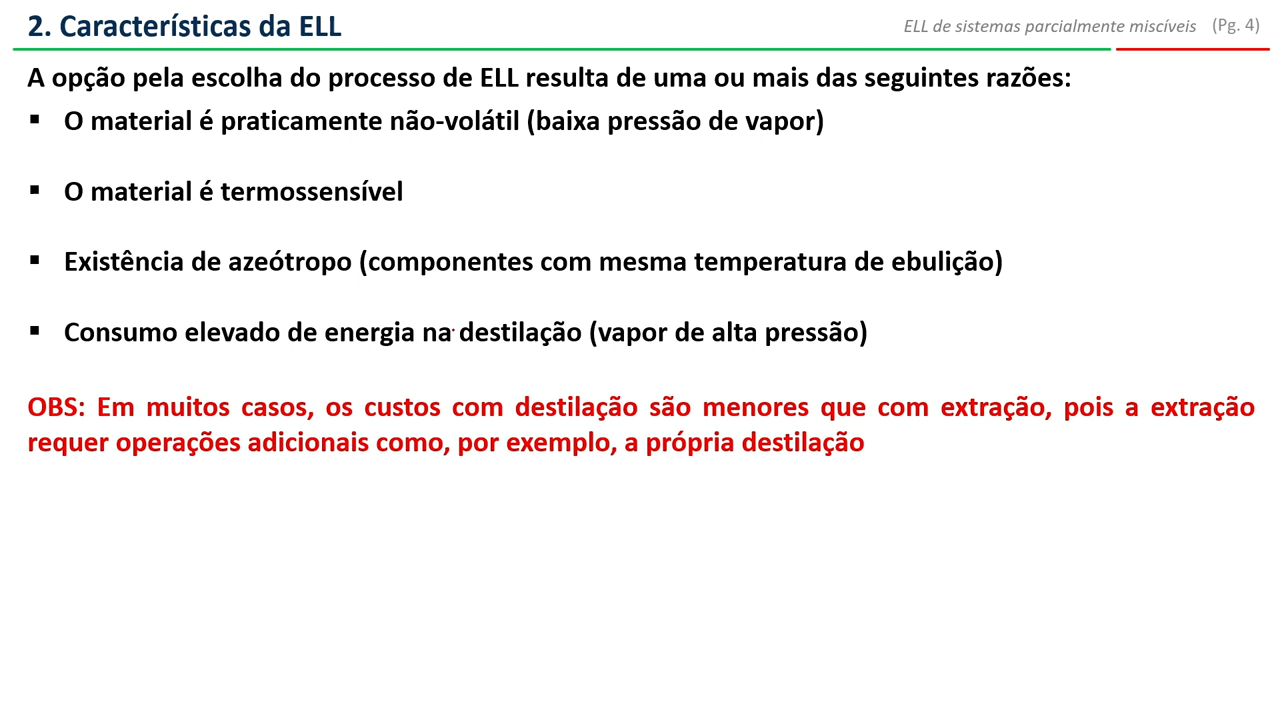 2. Características da ELL
ELL de sistemas parcialmente miscíveis (Pg. 4)
A opção pela escolha do processo de ELL resulta de uma ou mais das seguintes razões:
▪ O material é praticamente não-volátil (baixa pressão de vapor)
▪ O material é termossensível
▪ Existência de azeótropo (componentes com mesma temperatura de ebulição)
▪ Consumo elevado de energia na destilação (vapor de alta pressão)
OBS: Em muitos casos, os custos com destilação são menores que com extração, pois a extração
requer operações adicionais como, por exemplo, a própria destilação